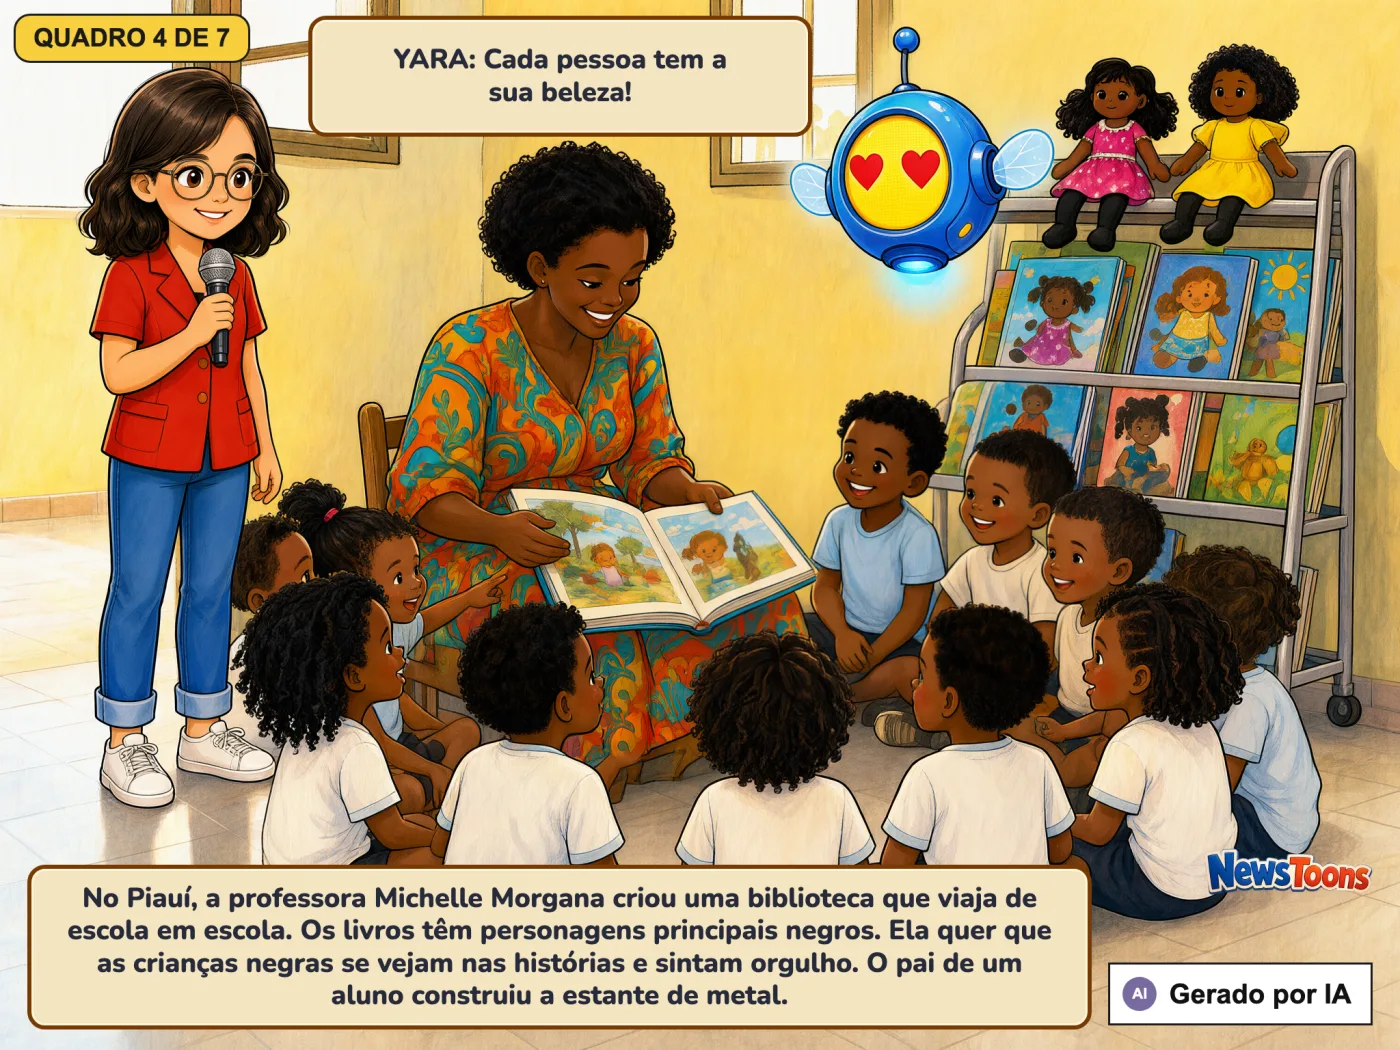 QUADRO 4 DE 7
YARA: Cada pessoa tem a
sua beleza!
NEWSTOONS
No Piauí, a professora Michelle Morgana criou uma biblioteca que viaja de
escola em escola. Os livros têm personagens principais negros. Ela quer que
as crianças negras se vejam nas histórias e sintam orgulho. O pai de um
aluno construiu a estante de metal.
AI Gerado por IA